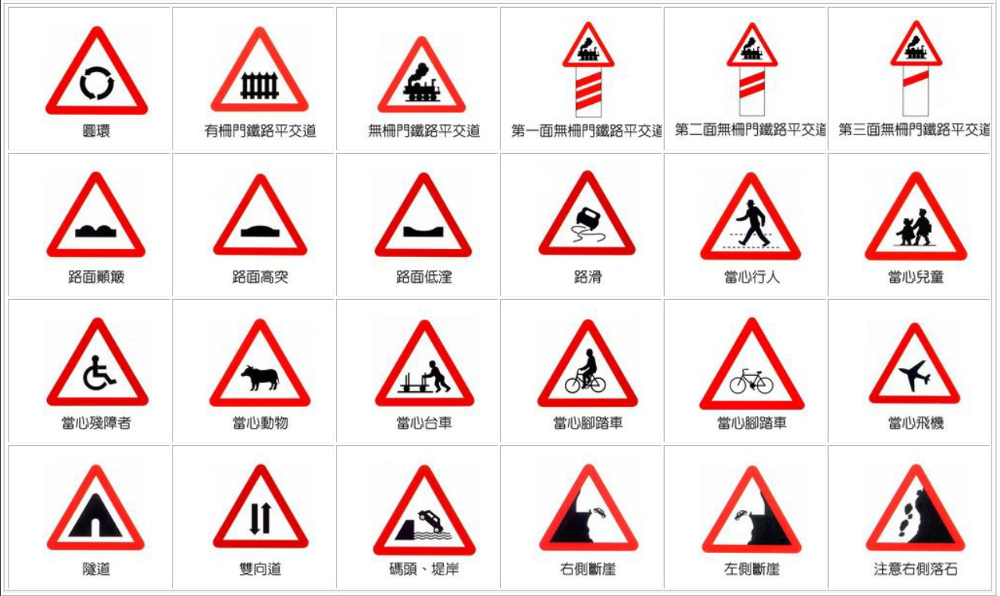 圓環
有柵門鐵路平交道
無柵門鐵路平交道
第一面無柵門鐵路平交道
第二面無柵門鐵路平交道
第三面無柵門鐵路平交道
路面顚簸
路面高突
路面低漥
路滑
當心行人
當心兒童
當心殘障者
當心動物
當心台車
當心腳踏車
當心腳踏車
當心飛機
隧道
雙向道
碼頭、堤岸
右側斷崖
左側斷崖
注意右側落石